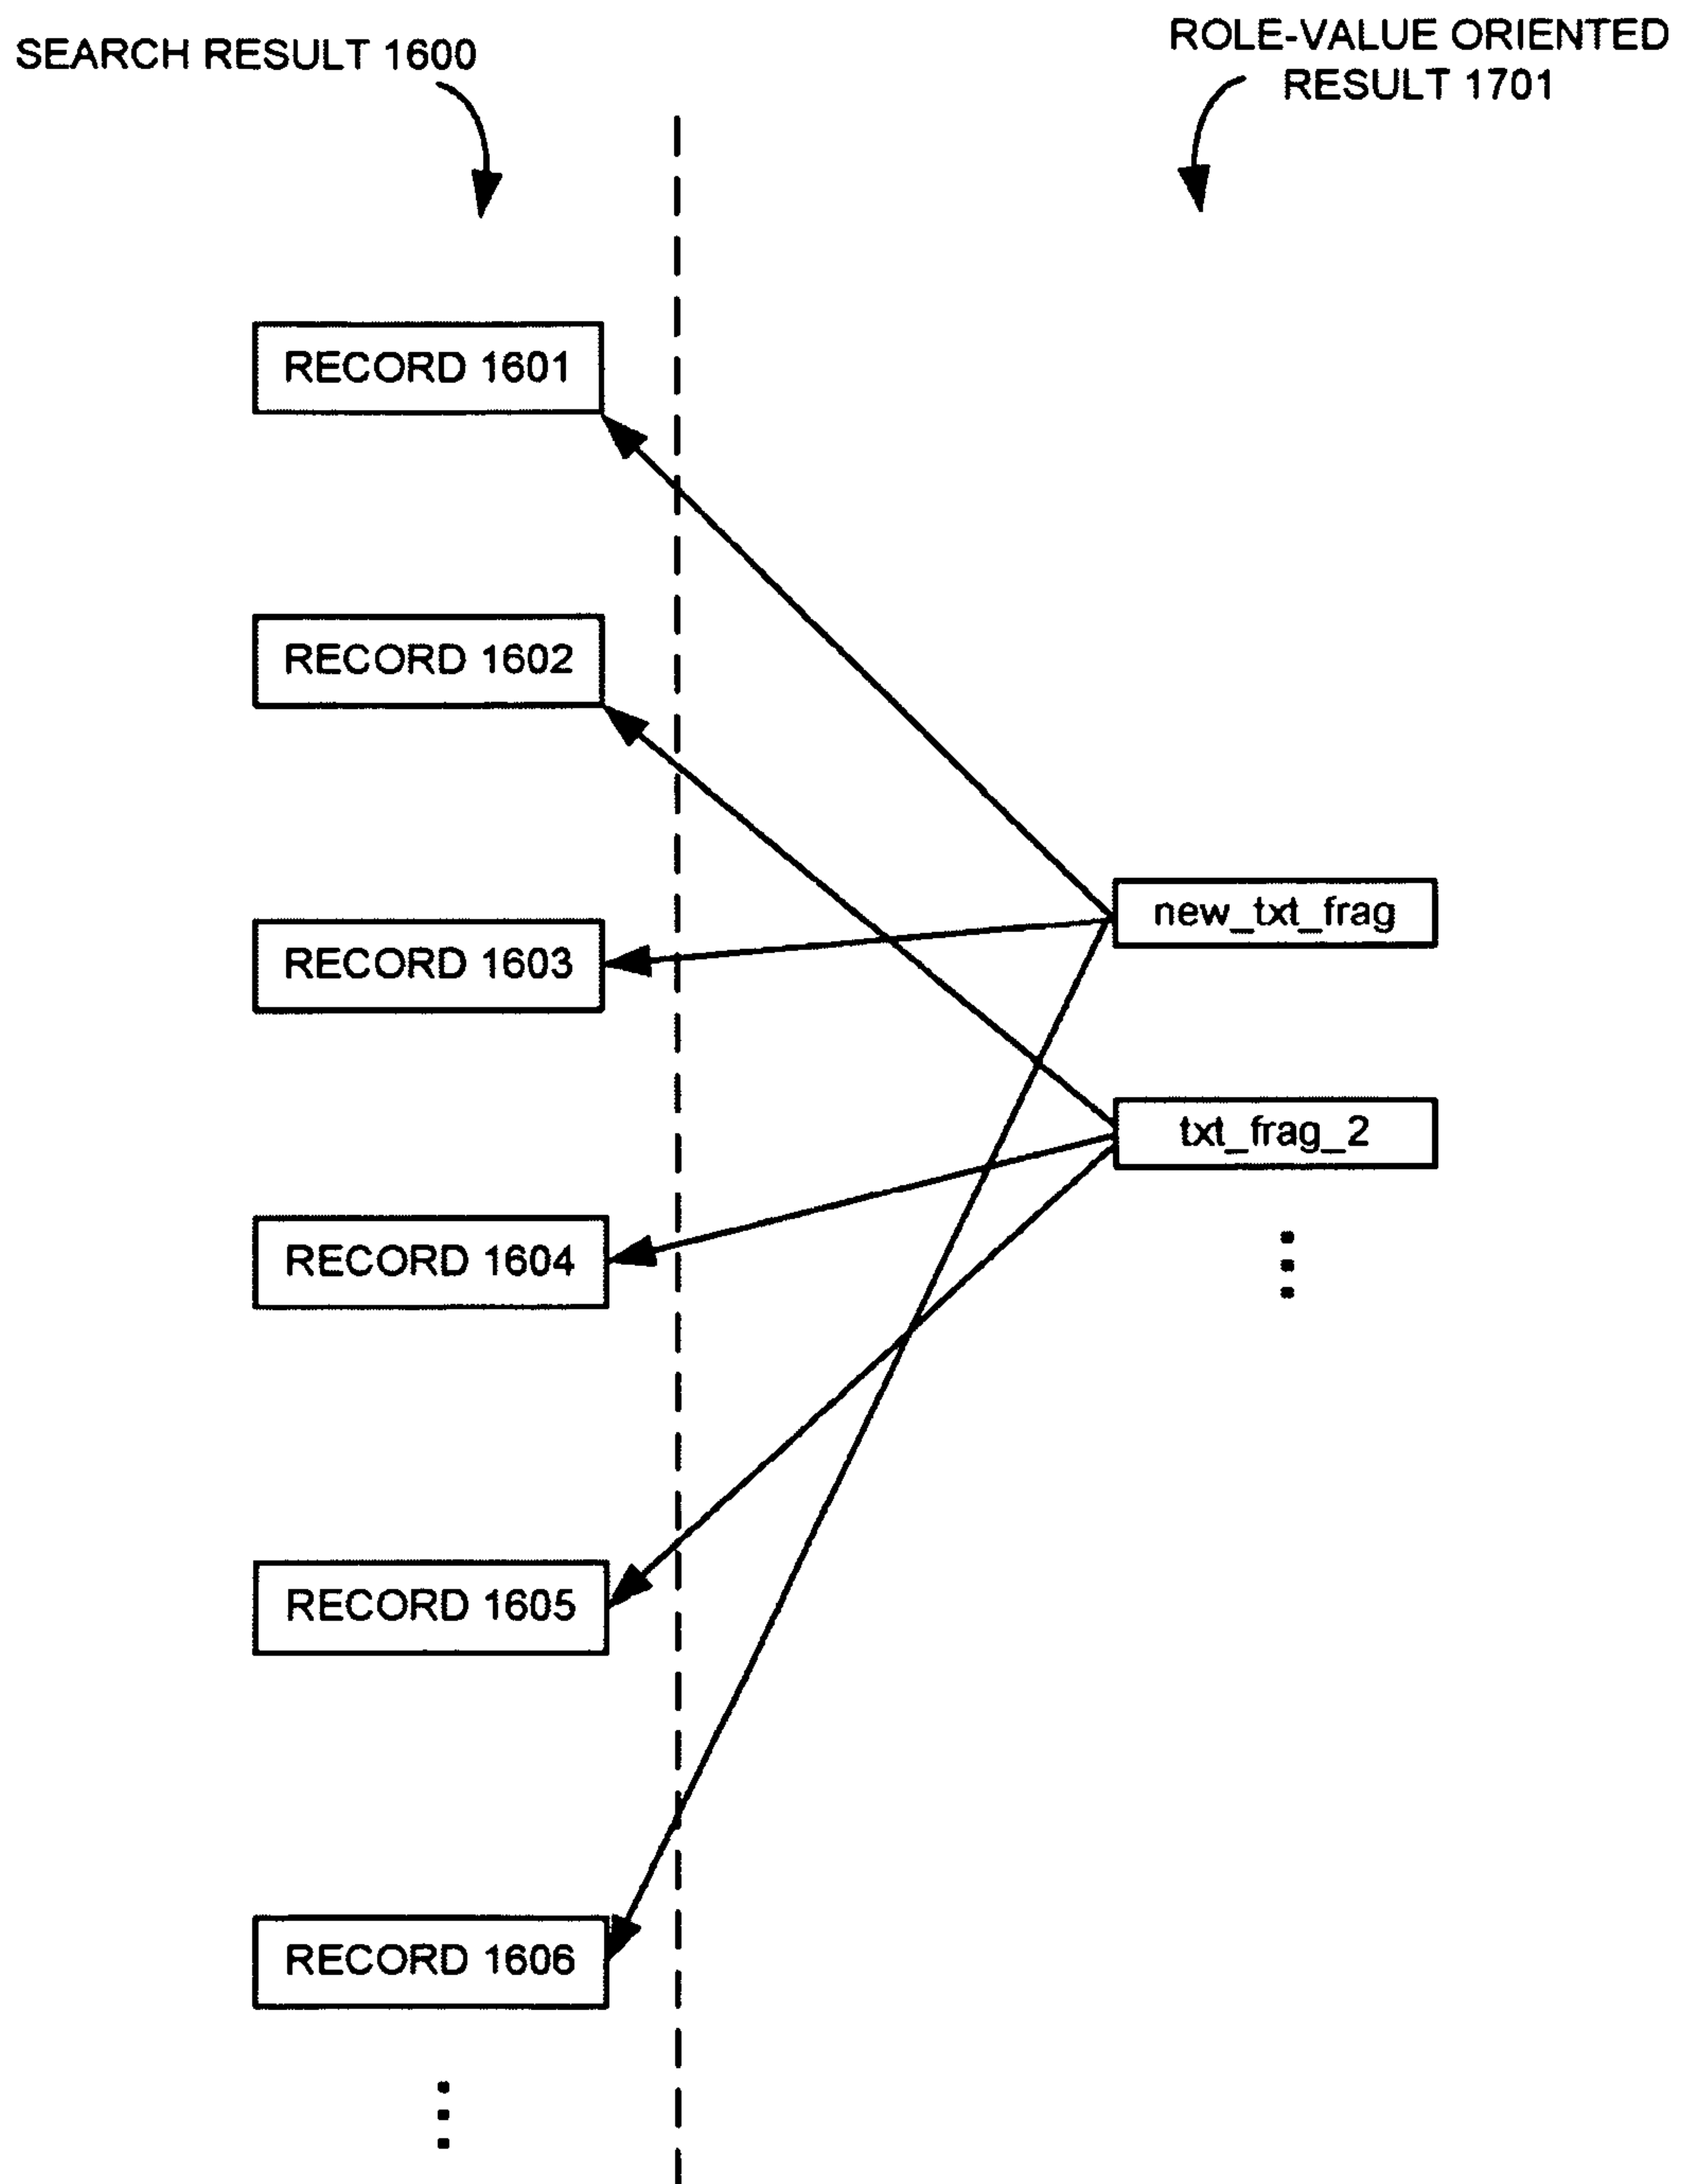 SEARCH RESULT 1600
ROLE-VALUE ORIENTED
RESULT 1701
RECORD 1601
RECORD 1602
RECORD 1603
new_txt_frag
txt_frag_2
RECORD 1604
RECORD 1605
RECORD 1606